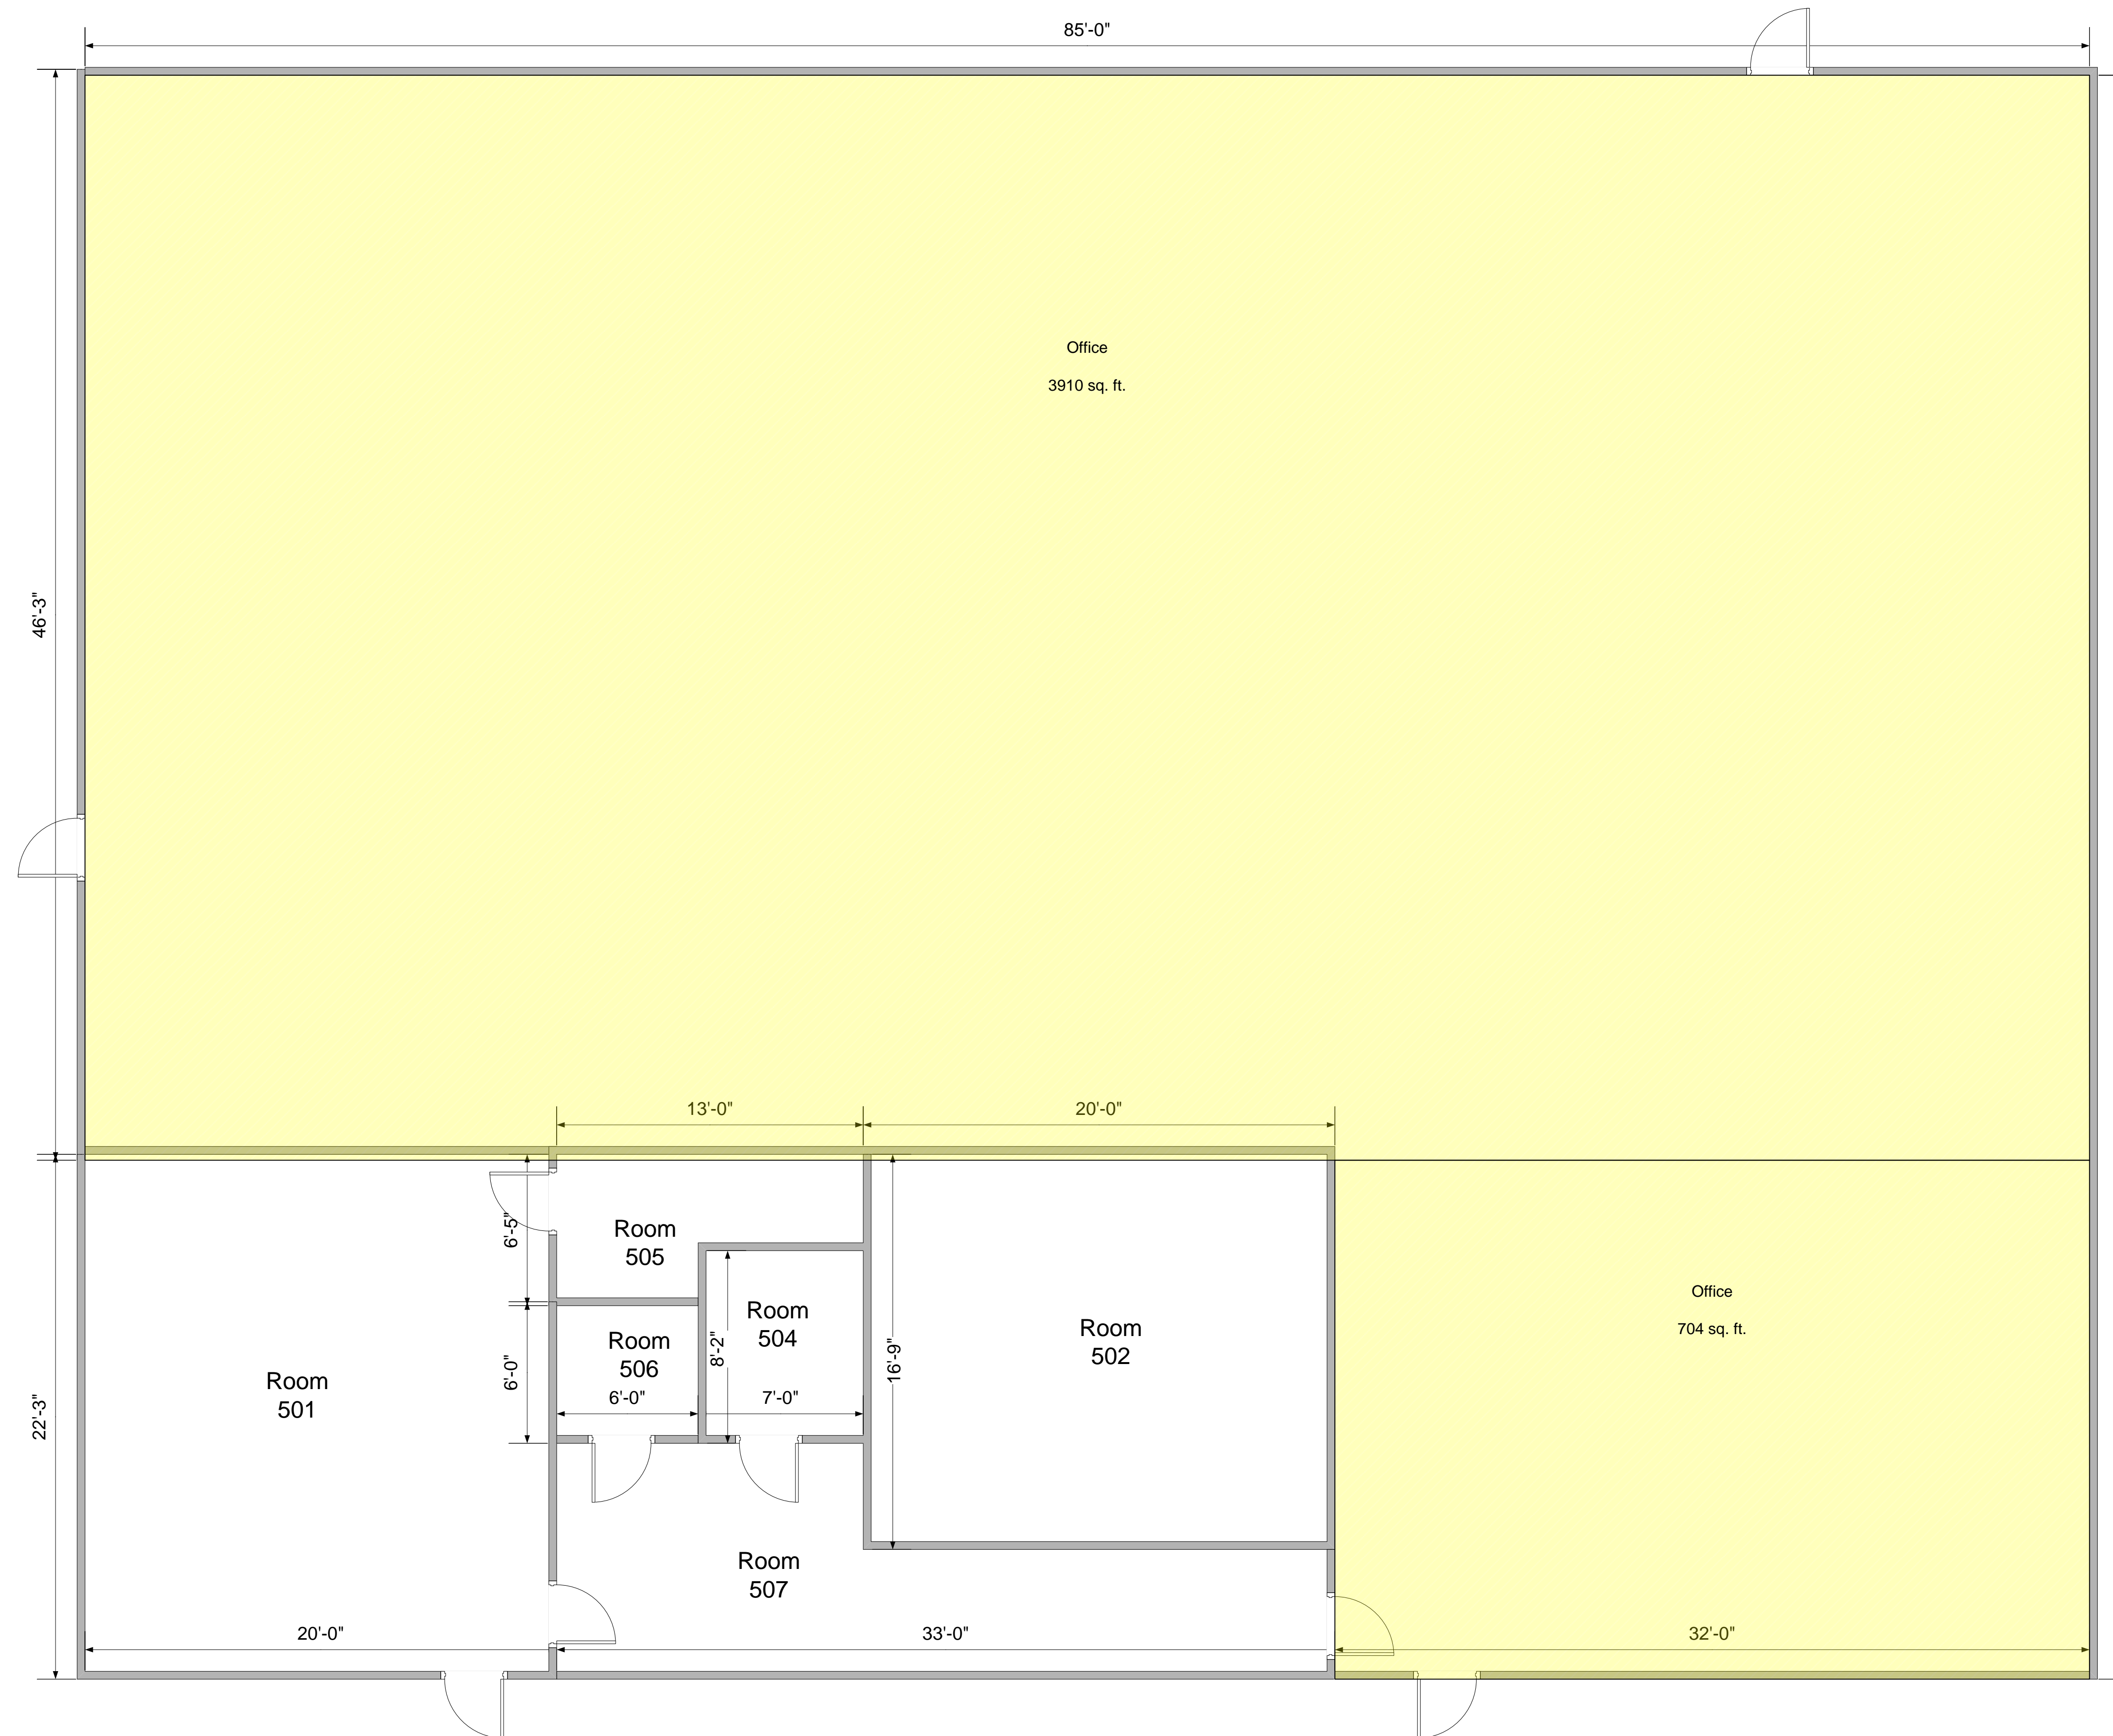 85'-0"
Office
3910 sq. ft.
46'-3"
13'-0"
20'-0"
6'-5"
Room
505
Room
504
Room
506
8'-2"
6'-0"
6'-0"
7'-0"
16'-9"
Room
502
Office
704 sq. ft.
Room
501
22'-3"
Room
507
20'-0"
33'-0"
32'-0"